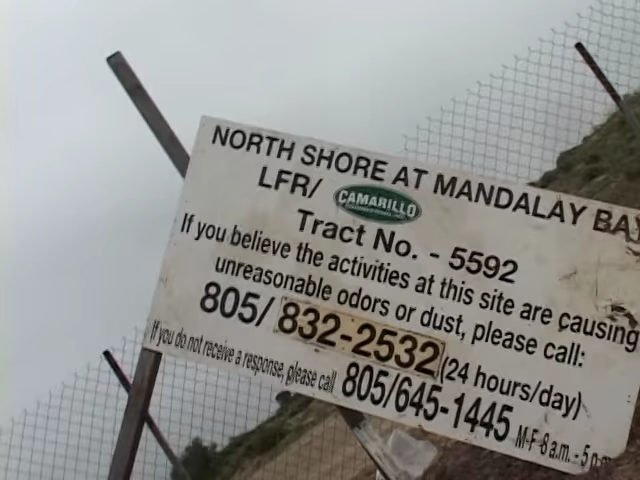 NORTH SHORE AT MANDALAY BAY
LFR/ CAMARILLO
Tract No. - 5592
If you believe the activities at this site are causing
unreasonable odors or dust, please call:
805/832-2532 (24 hours/day)
If you do not receive a response, please call 805/645-1445 M-F 8 a.m. - 5 p.m